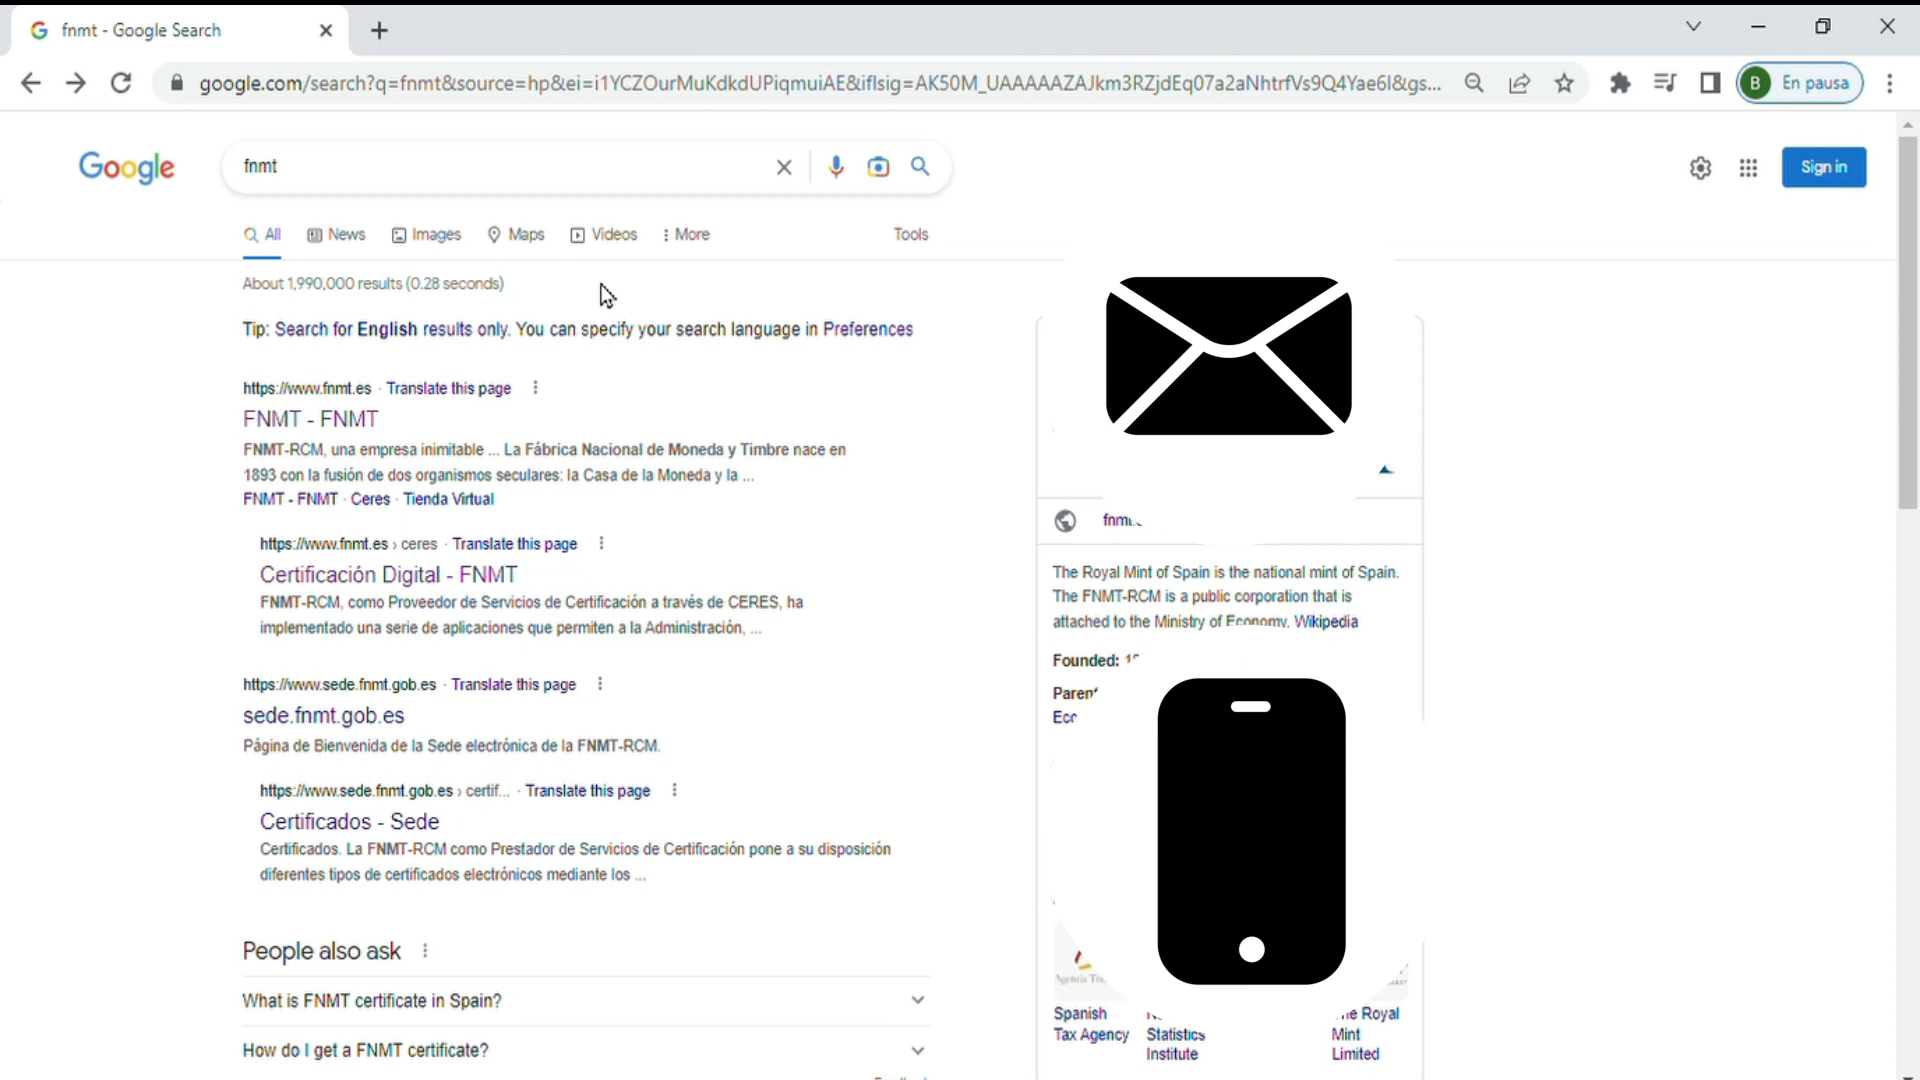 fnmt - Google Search
google.com/search?q=fnmt&source=hp&ei=i1YCZOurMuKdkdUPiqmuiAE&iflsig=AK50M_UAAAAAZAJkm3RZjdEq07a2aNhtrfVs9Q4Yae6l&gs...
B En pausa
Google
fnmt
Sign in
All News Images Maps Videos More Tools
About 1,990,000 results (0.28 seconds)
Tip: Search for English results only. You can specify your search language in Preferences
https://www.fnmt.es · Translate this page
FNMT - FNMT
FNMT-RCM, una empresa inimitable ... La Fábrica Nacional de Moneda y Timbre nace en
1893 con la fusión de dos organismos seculares: la Casa de la Moneda y la ...
FNMT - FNMT · Ceres · Tienda Virtual
https://www.fnmt.es › ceres · Translate this page
Certificación Digital - FNMT
FNMT-RCM, como Proveedor de Servicios de Certificación a través de CERES, ha
implementado una serie de aplicaciones que permiten a la Administración, ...
https://www.sede.fnmt.gob.es · Translate this page
sede.fnmt.gob.es
Página de Bienvenida de la Sede electrónica de la FNMT-RCM.
https://www.sede.fnmt.gob.es › certif... · Translate this page
Certificados - Sede
Certificados. La FNMT-RCM como Prestador de Servicios de Certificación pone a su disposición
diferentes tipos de certificados electrónicos mediante los ...
People also ask
What is FNMT certificate in Spain?
How do I get a FNMT certificate?
The Royal Mint of Spain is the national mint of Spain.
The FNMT-RCM is a public corporation that is
attached to the Ministry of Economy. Wikipedia
Founded:
Spanish
Tax Agency
Statistics
Institute
Royal
Mint
Limited